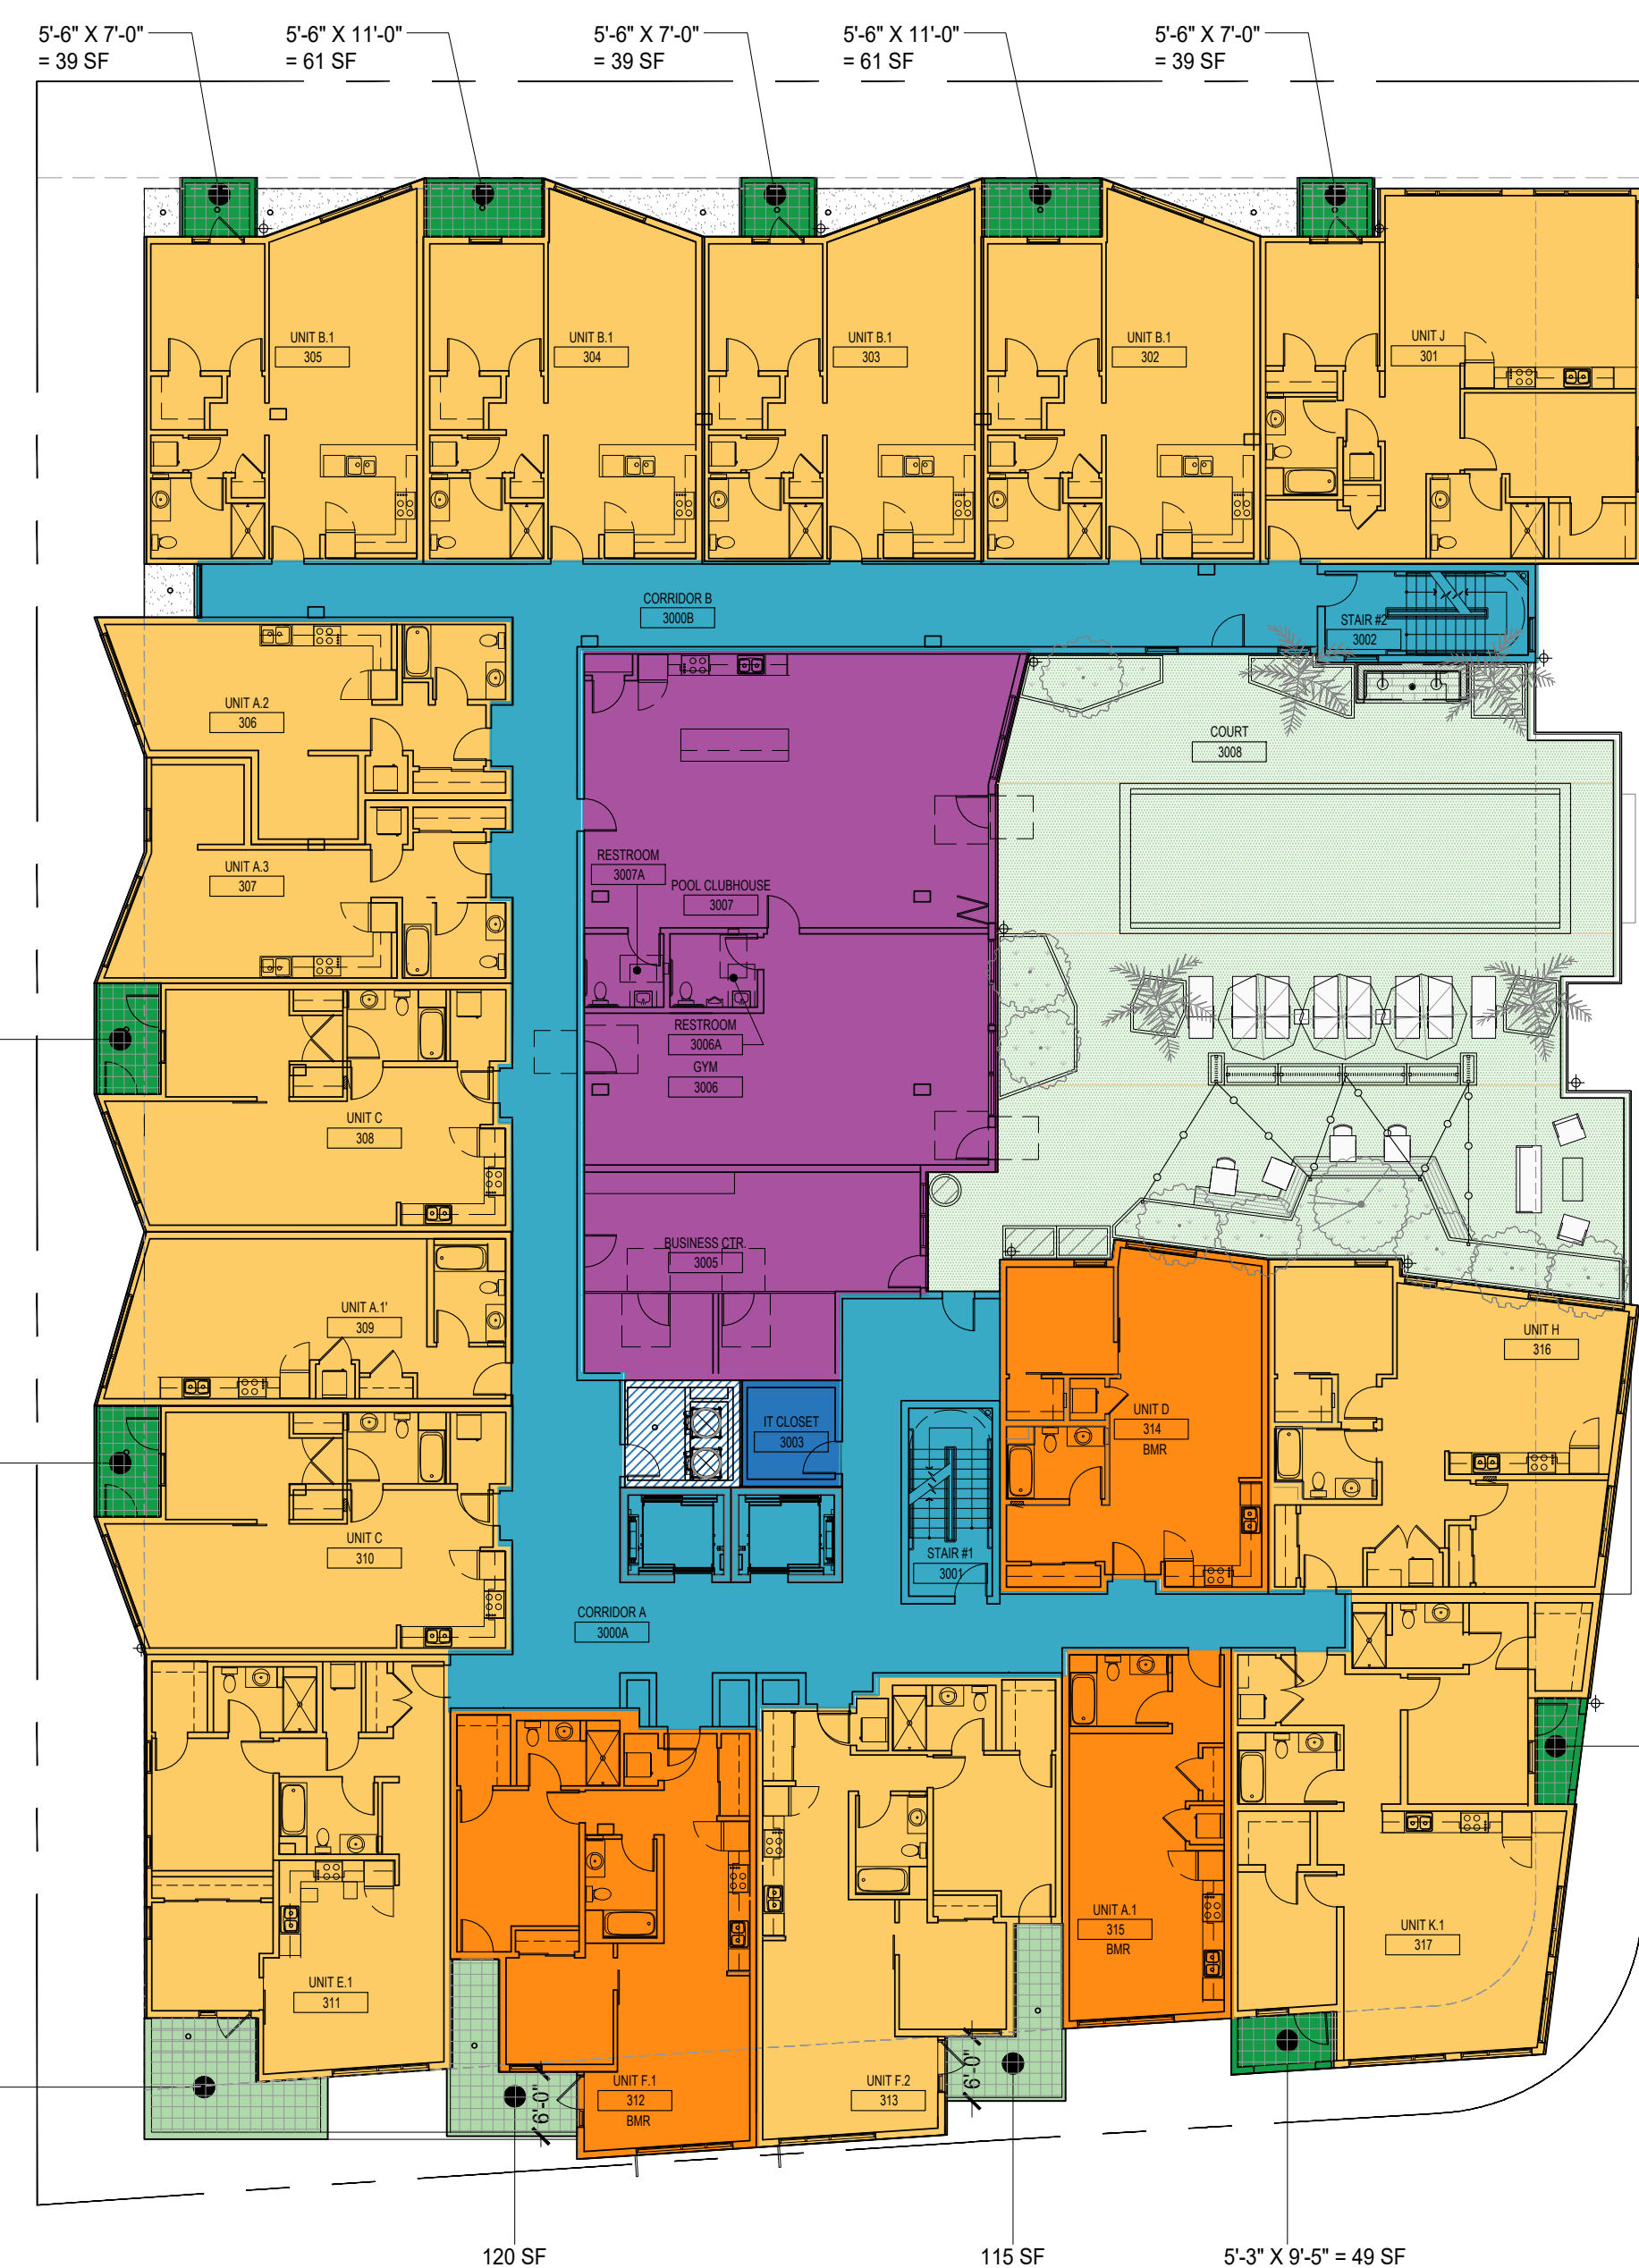 5'-6" X 7'-0"
= 39 SF
5'-6" X 11'-0"
= 61 SF
5'-6" X 7'-0"
= 39 SF
5'-6" X 11'-0"
= 61 SF
5'-6" X 7'-0"
= 39 SF
UNIT B.1
305
UNIT B.1
304
UNIT B.1
303
UNIT B.1
302
UNIT J
301
CORRIDOR B
3000B
STAIR #2
3002
UNIT A.2
306
COURT
3008
UNIT A.3
307
RESTROOM
3007A
POOL CLUBHOUSE
3007
RESTROOM
3006A
GYM
3006
UNIT C
308
BUSINESS CTR.
3005
UNIT A.1'
309
UNIT H
316
UNIT D
314
BMR
IT CLOSET
3003
UNIT C
310
STAIR #1
3001
CORRIDOR A
3000A
UNIT A.1
315
BMR
UNIT K.1
317
UNIT E.1
311
UNIT F.1
312
BMR
6'-0"
UNIT F.2
313
6'-0"
120 SF
115 SF
5'-3" X 9'-5" = 49 SF